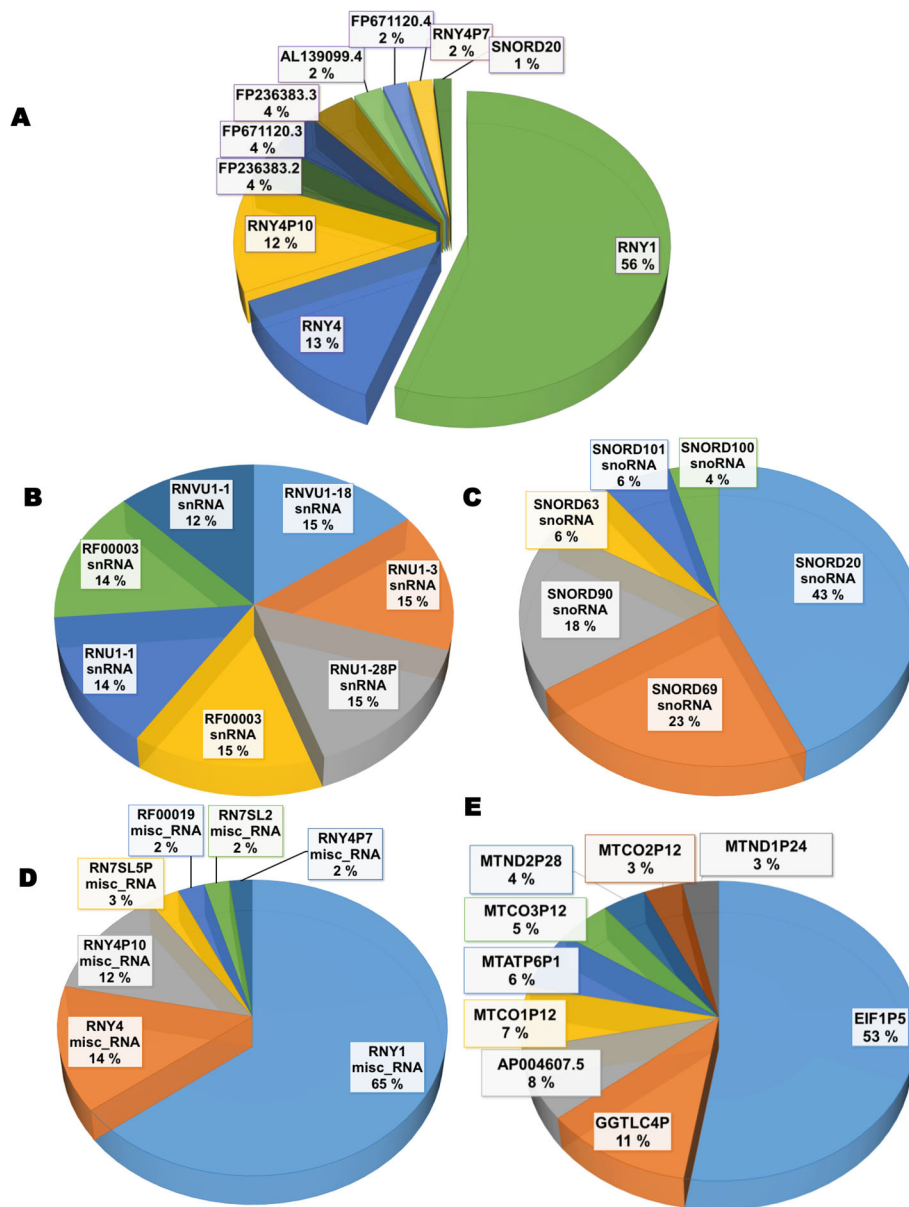 A
FP671120.4
2 %
RNY4P7
2 %
SNORD20
1 %
AL139099.4
2 %
FP236383.3
4 %
FP671120.3
4 %
FP236383.2
4 %
RNY4P10
12 %
RNY4
13 %
RNY1
56 %
B
RNVU1-1
snRNA
12 %
RNVU1-18
snRNA
15 %
RF00003
snRNA
14 %
RNU1-3
snRNA
15 %
RNU1-1
snRNA
14 %
RNU1-28P
snRNA
15 %
RF00003
snRNA
15 %
C
SNORD101
snoRNA
6 %
SNORD100
snoRNA
4 %
SNORD63
snoRNA
6 %
SNORD90
snoRNA
18 %
SNORD20
snoRNA
43 %
SNORD69
snoRNA
23 %
D
RF00019
misc_RNA
2 %
RN7SL2
misc_RNA
2 %
RNY4P7
misc_RNA
2 %
RN7SL5P
misc_RNA
3 %
RNY4P10
misc_RNA
12 %
RNY4
misc_RNA
14 %
RNY1
misc_RNA
65 %
E
MTND2P28
4 %
MTCO2P12
3 %
MTND1P24
3 %
MTCO3P12
5 %
MTATP6P1
6 %
MTCO1P12
7 %
AP004607.5
8 %
GGTLC4P
11 %
EIF1P5
53 %